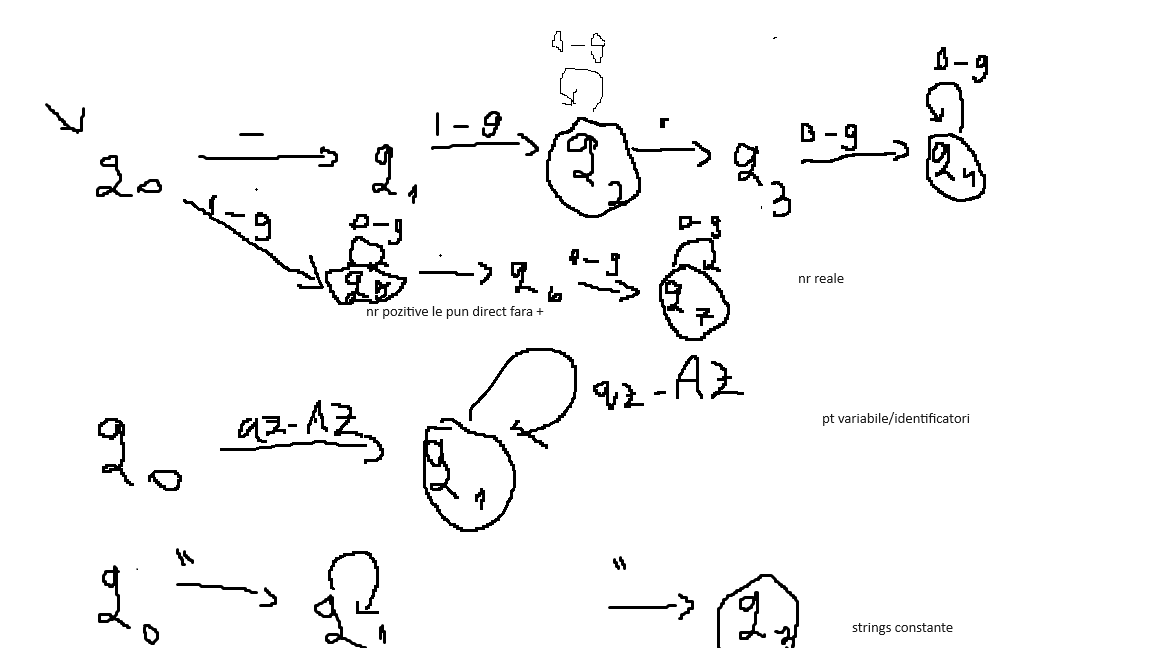 0-9 0-9
- 1-9 0-9
q0 q1 q2 q3 q4
1-9 0-9 0-9 0-9
q5 q6 q7
nr reale
nr pozitive le pun direct fara +
az-AZ az-AZ
pt variabile/identificatori
q0 q1
" "
q0 q1 q2
strings constante